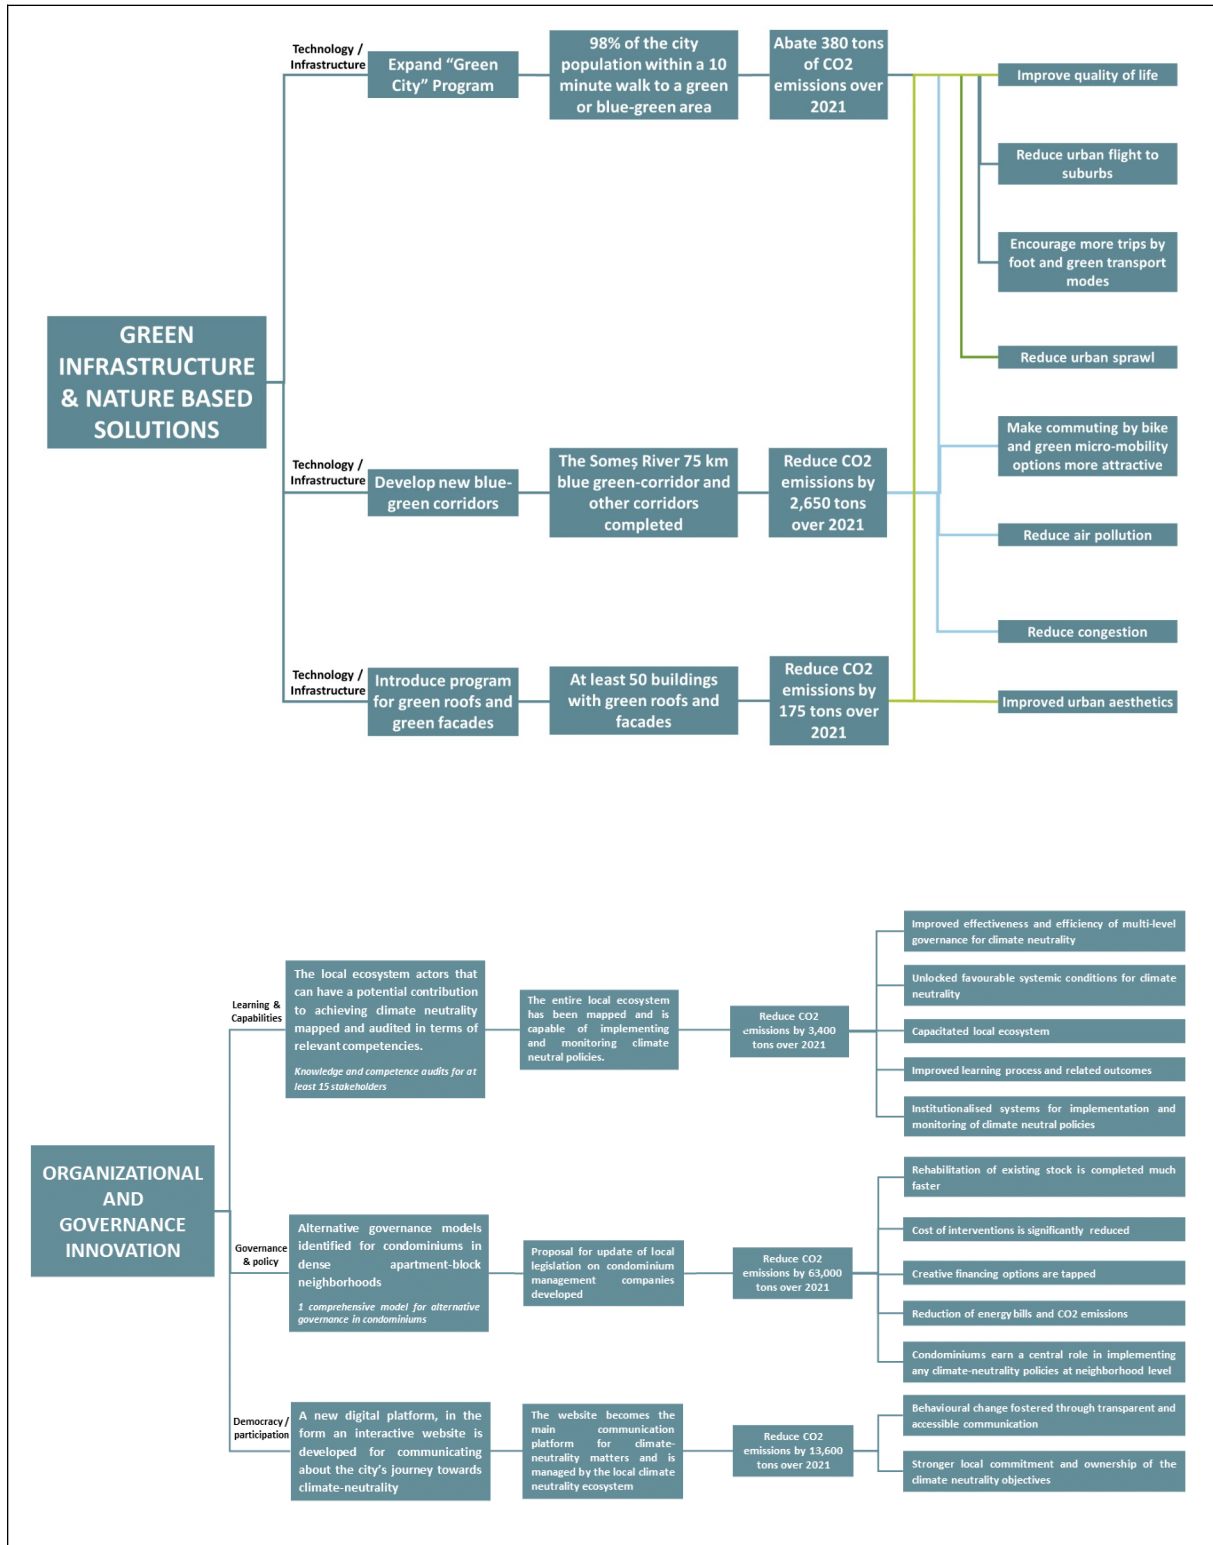 GREEN
INFRASTRUCTURE
& NATURE BASED
SOLUTIONS
Technology /
Infrastructure
Expand “Green
City” Program
98% of the city
population within a 10
minute walk to a green
or blue-green area
Abate 380 tons
of CO2
emissions over
2021
Technology /
Infrastructure
Develop new blue-
green corridors
The Someș River 75 km
blue green-corridor and
other corridors
completed
Reduce CO2
emissions by
2,650 tons
over 2021
Technology /
Infrastructure
Introduce program
for green roofs and
green facades
At least 50 buildings
with green roofs and
facades
Reduce CO2
emissions by
175 tons over
2021
Improve quality of life
Reduce urban flight to
suburbs
Encourage more trips by
foot and green transport
modes
Reduce urban sprawl
Make commuting by bike
and green micro-mobility
options more attractive
Reduce air pollution
Reduce congestion
Improved urban aesthetics
ORGANIZATIONAL
AND
GOVERNANCE
INNOVATION
Learning &
Capabilities
The local ecosystem actors that
can have a potential contribution
to achieving climate neutrality
mapped and audited in terms of
relevant competencies.
Knowledge and competence audits for at
least 15 stakeholders
The entire local ecosystem
has been mapped and is
capable of implementing
and monitoring climate
neutral policies.
Reduce CO2
emissions by 3,400
tons over 2021
Improved effectiveness and efficiency of multi-level
governance for climate neutrality
Unlocked favourable systemic conditions for climate
neutrality
Capacitated local ecosystem
Improved learning process and related outcomes
Institutionalised systems for implementation and
monitoring of climate neutral policies
Governance
& policy
Alternative governance models
identified for condominiums in
dense apartment-block
neighborhoods
1 comprehensive model for alternative
governance in condominiums
Proposal for update of local
legislation on condominium
management companies
developed
Reduce CO2
emissions by 63,000
tons over 2021
Rehabilitation of existing stock is completed much
faster
Cost of interventions is significantly reduced
Creative financing options are tapped
Reduction of energy bills and CO2 emissions
Condominiums earn a central role in implementing
any climate-neutrality policies at neighborhood level
Democracy /
participation
A new digital platform, in the
form an interactive website is
developed for communicating
about the city’s journey towards
climate-neutrality
The website becomes the
main communication
platform for climate-
neutrality matters and is
managed by the local climate
neutrality ecosystem
Reduce CO2
emissions by 13,600
tons over 2021
Behavioural change fostered through transparent and
accessible communication
Stronger local commitment and ownership of the
climate neutrality objectives